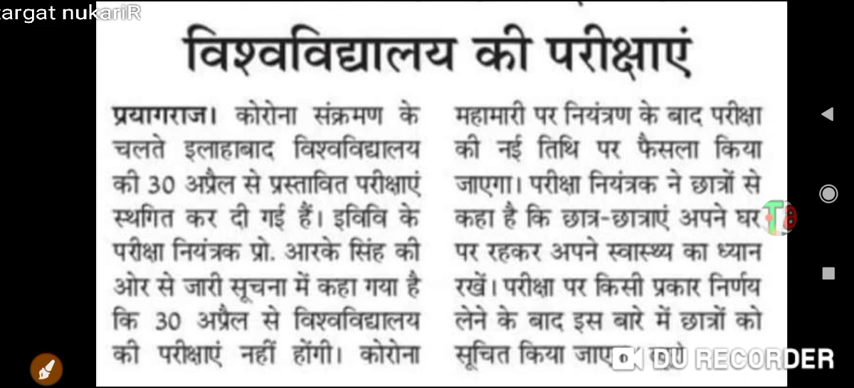 argat nukariR
विश्वविद्यालय की परीक्षाएं
प्रयागराज। कोरोना संक्रमण के
चलते इलाहाबाद विश्वविद्यालय
की 30 अप्रैल से प्रस्तावित परीक्षाएं
स्थगित कर दी गई हैं। इविवि के
परीक्षा नियंत्रक प्रो. आरके सिंह की
ओर से जारी सूचना में कहा गया है
कि 30 अप्रैल से विश्वविद्यालय
की परीक्षाएं नहीं होंगी। कोरोना
महामारी पर नियंत्रण के बाद परीक्षा
की नई तिथि पर फैसला किया
जाएगा। परीक्षा नियंत्रक ने छात्रों से
कहा है कि छात्र-छात्राएं अपने घर
पर रहकर अपने स्वास्थ्य का ध्यान
रखें। परीक्षा पर किसी प्रकार निर्णय
लेने के बाद इस बारे में छात्रों को
सूचित किया
DU RECORDER